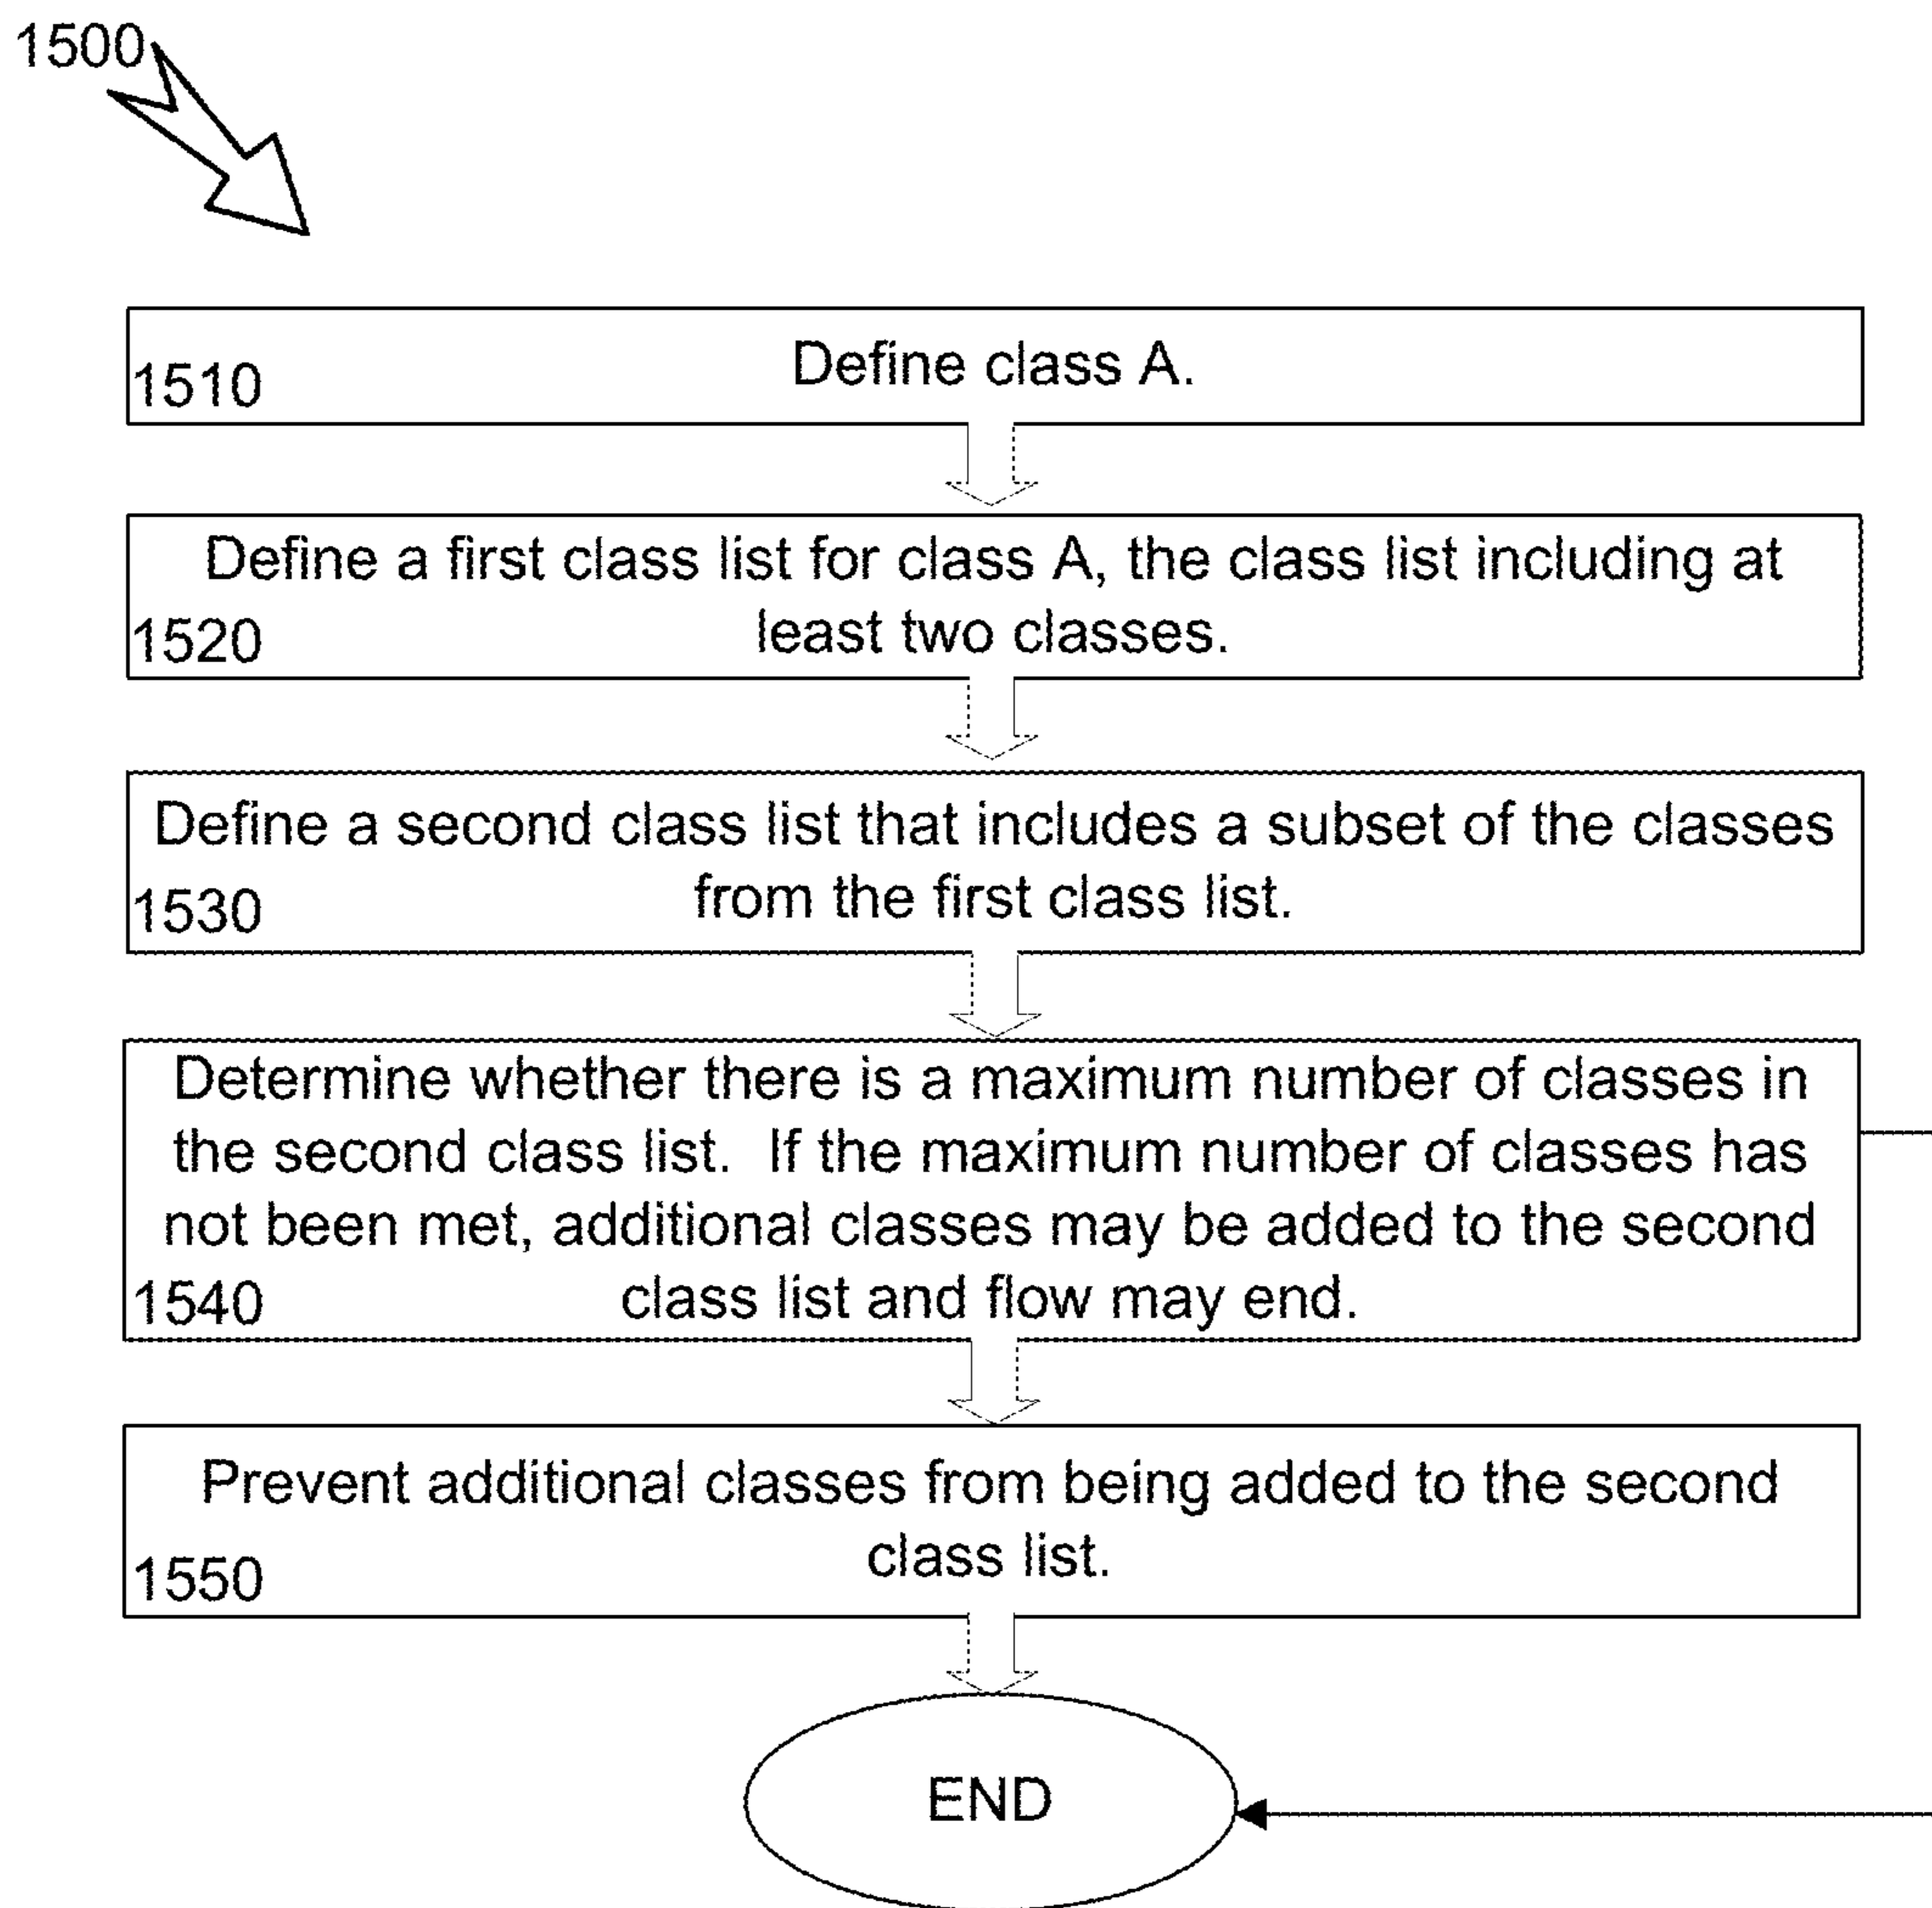 1500
Define class A.
1510
Define a first class list for class A, the class list including at
least two classes.
1520
Define a second class list that includes a subset of the classes
from the first class list.
1530
Determine whether there is a maximum number of classes in
the second class list. If the maximum number of classes has
not been met, additional classes may be added to the second
class list and flow may end.
1540
Prevent additional classes from being added to the second
class list.
1550
END